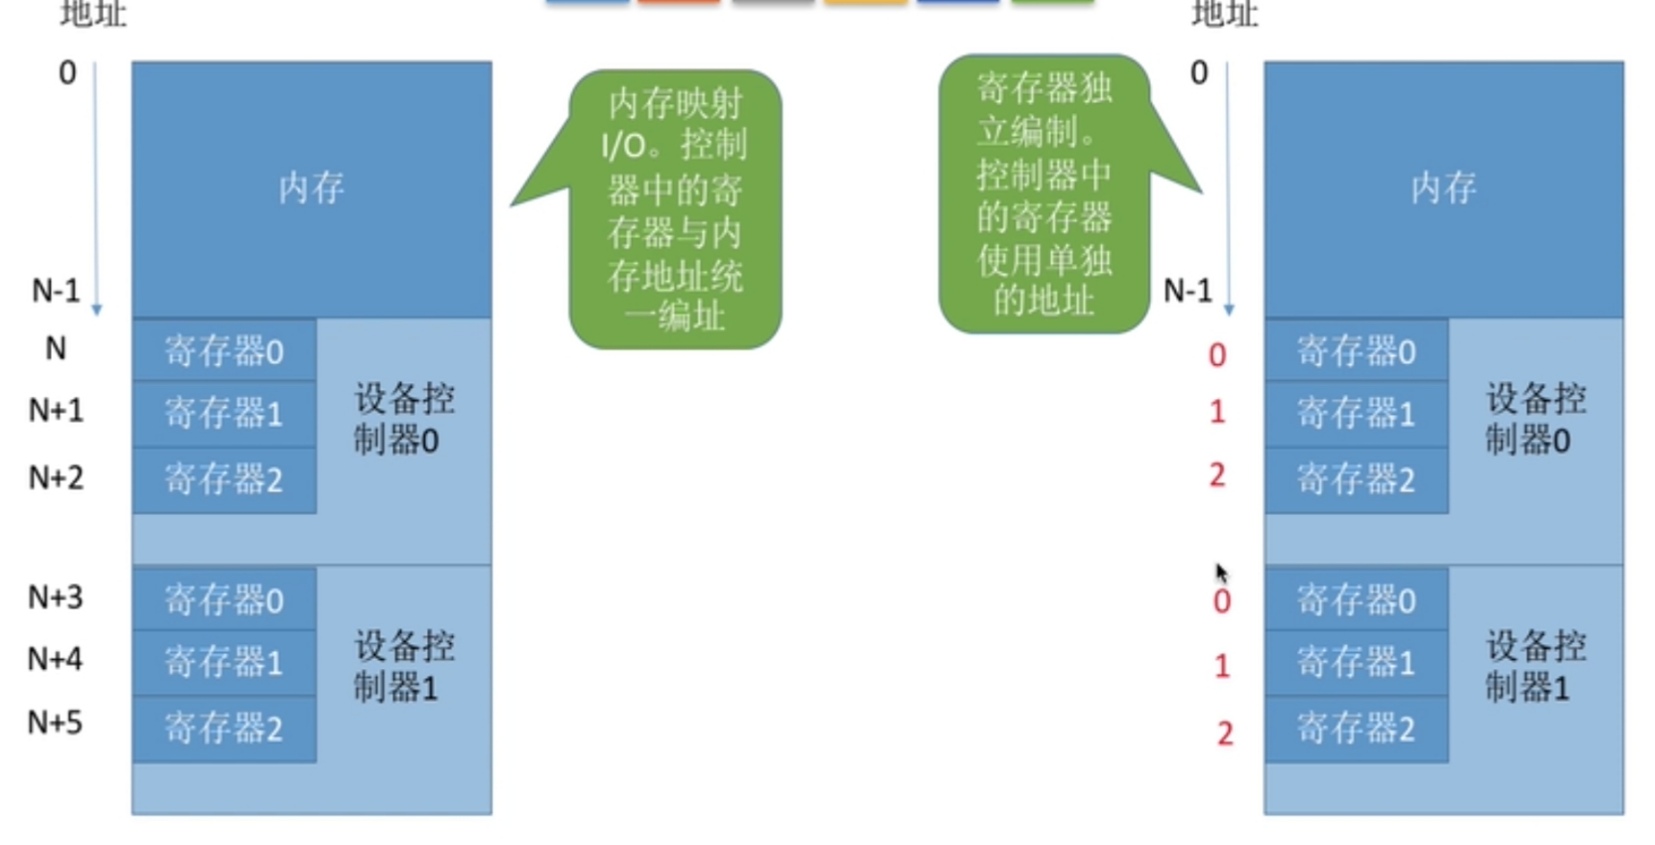 地址
0
内存
N-1
N
寄存器0
N+1
寄存器1
N+2
寄存器2
设备控
制器0
N+3
寄存器0
N+4
寄存器1
N+5
寄存器2
设备控
制器1
内存映射
I/O。控制
器中的寄
存器与内
存地址统
一编址
寄存器独
立编制。
控制器中
的寄存器
使用单独
的地址
地址
0
内存
N-1
0
寄存器0
1
寄存器1
2
寄存器2
设备控
制器0
0
寄存器0
1
寄存器1
2
寄存器2
设备控
制器1